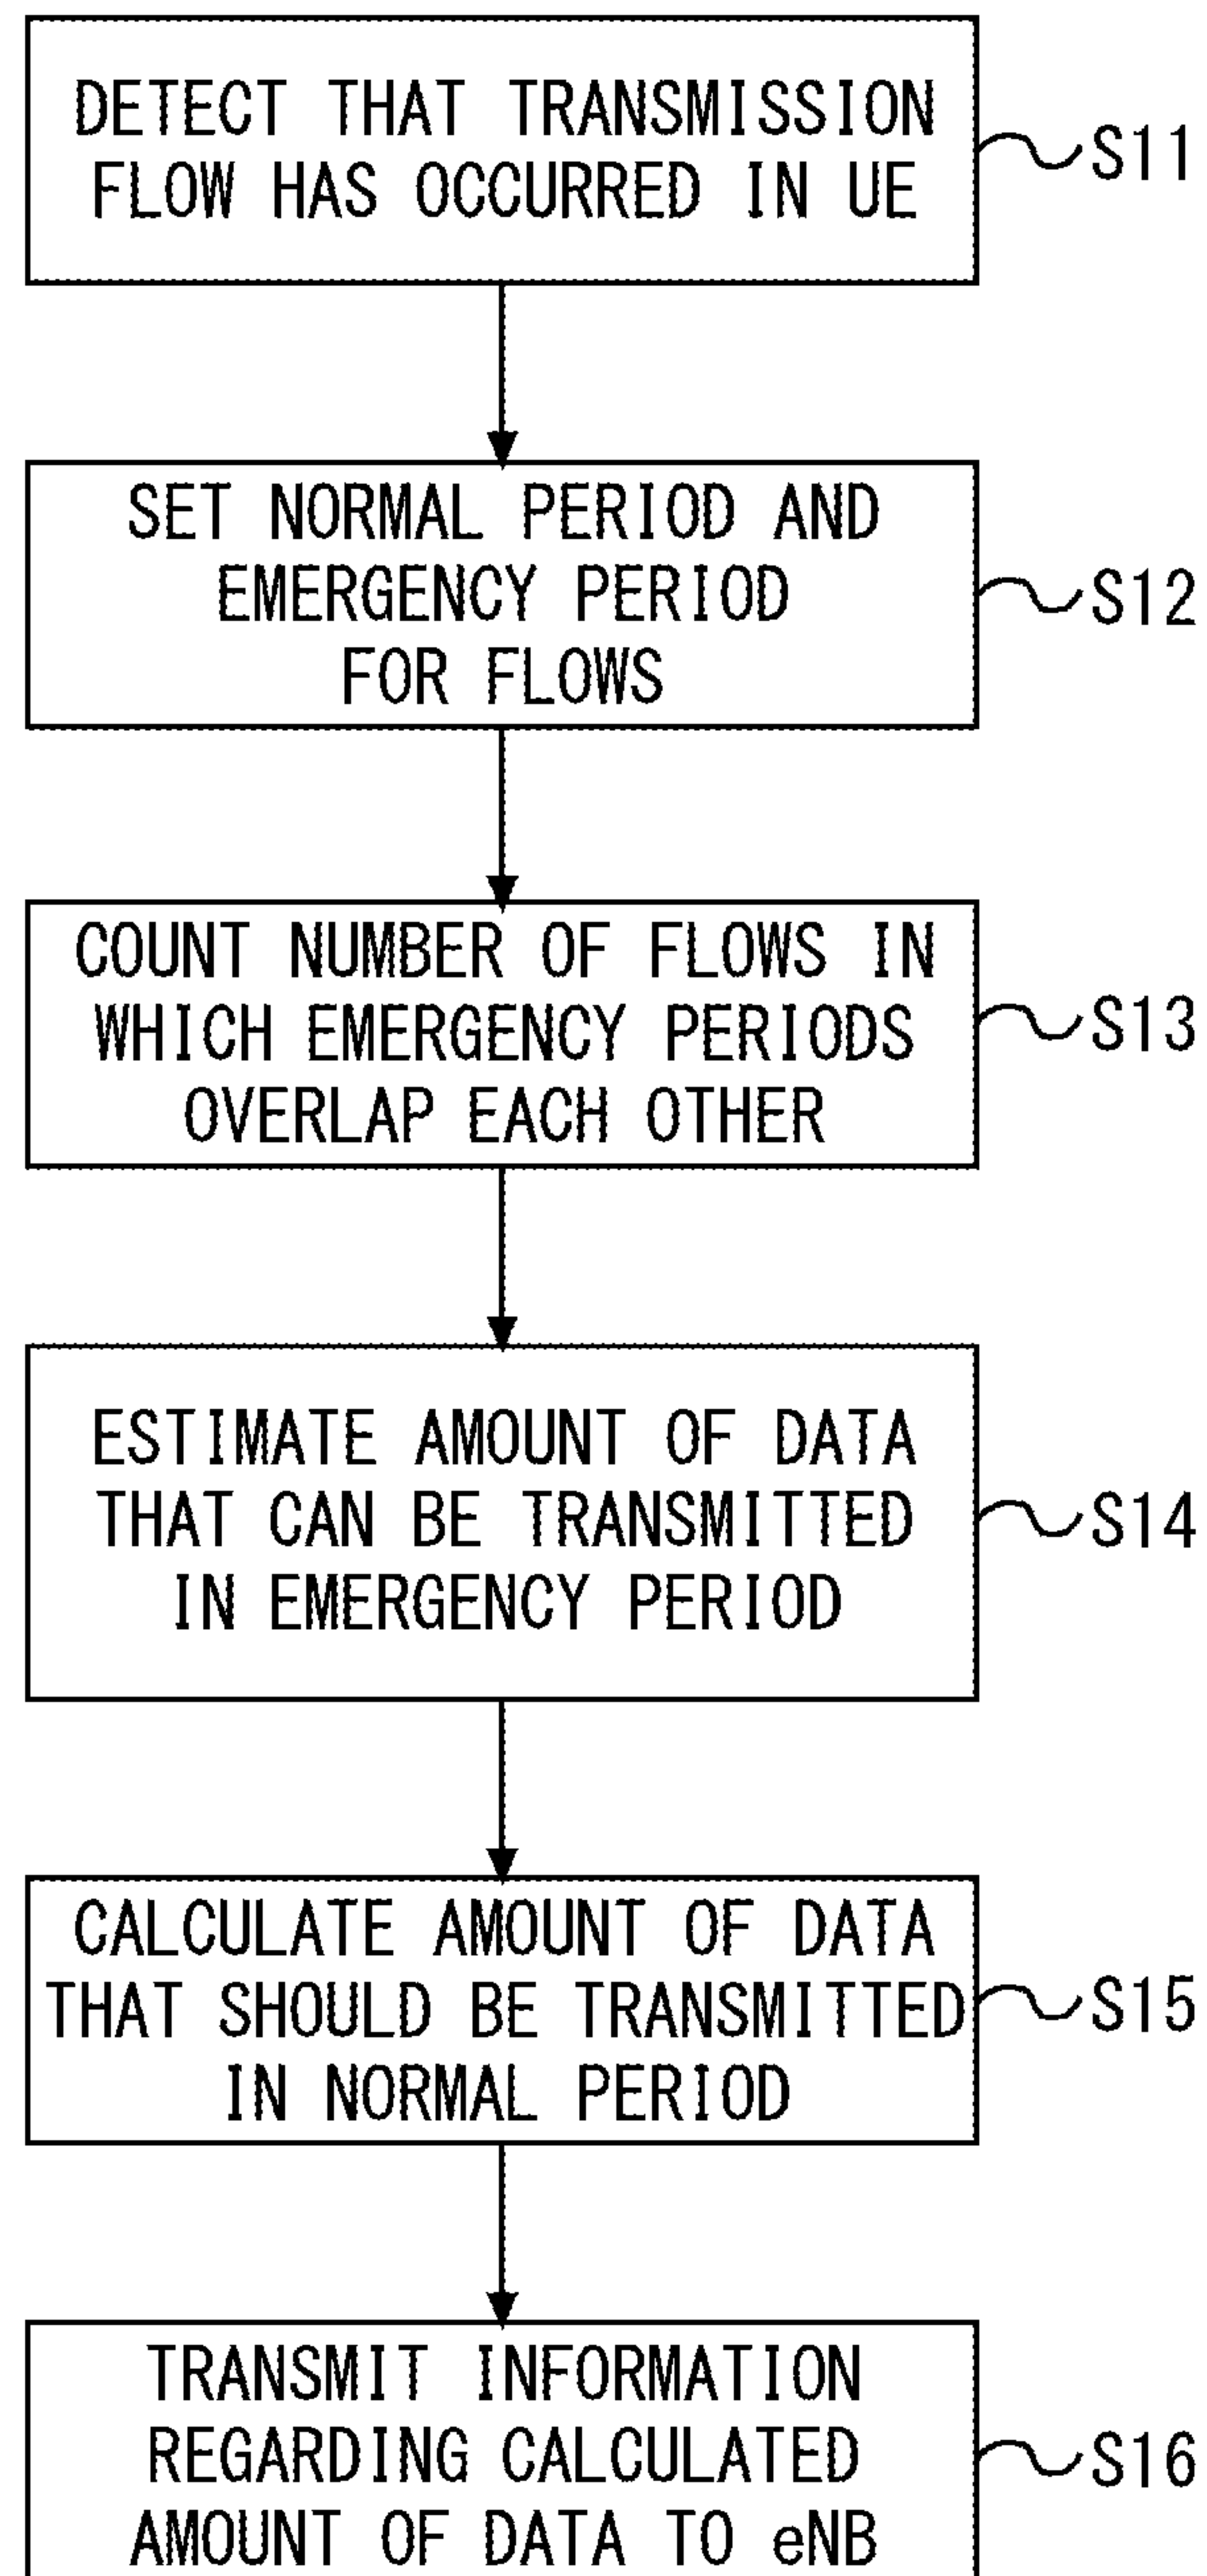 DETECT THAT TRANSMISSION
FLOW HAS OCCURRED IN UE
S11
SET NORMAL PERIOD AND
EMERGENCY PERIOD
FOR FLOWS
S12
COUNT NUMBER OF FLOWS IN
WHICH EMERGENCY PERIODS
OVERLAP EACH OTHER
S13
ESTIMATE AMOUNT OF DATA
THAT CAN BE TRANSMITTED
IN EMERGENCY PERIOD
S14
CALCULATE AMOUNT OF DATA
THAT SHOULD BE TRANSMITTED
IN NORMAL PERIOD
S15
TRANSMIT INFORMATION
REGARDING CALCULATED
AMOUNT OF DATA TO eNB
S16